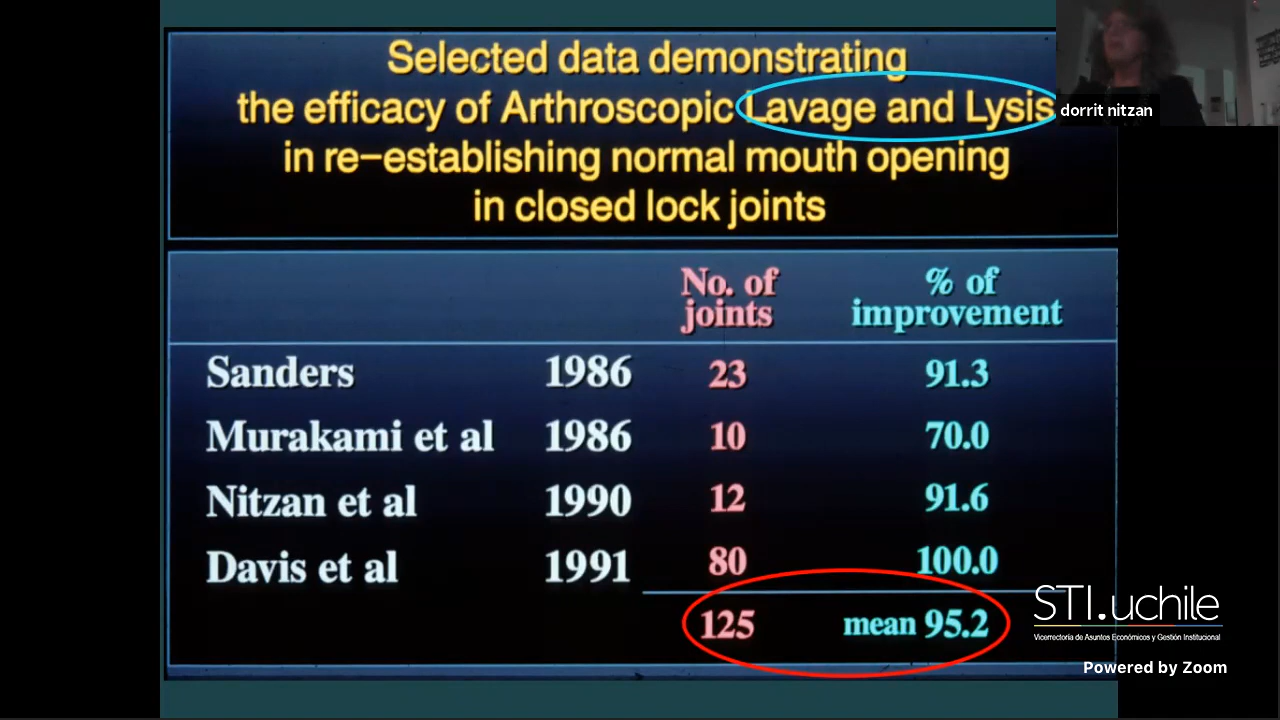 Selected data demonstrating
the efficacy of Arthroscopic Lavage and Lysis
in re-establishing normal mouth opening
in closed lock joints
dorrit nitzan
No. of joints % of improvement
Sanders 1986 23 91.3
Murakami et al 1986 10 70.0
Nitzan et al 1990 12 91.6
Davis et al 1991 80 100.0
125 mean 95.2
STI.uchile
Vicerrectoría de Asuntos Económicos y Gestión Institucional
Powered by Zoom